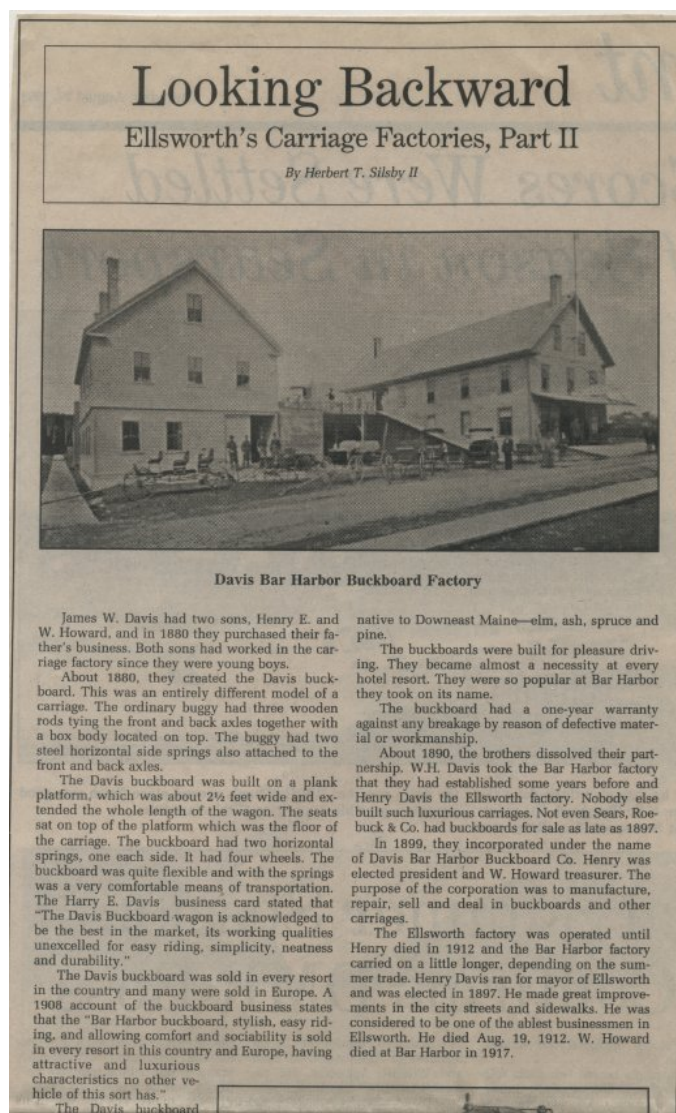 Looking Backward
Ellsworth's Carriage Factories, Part II
By Herbert T. Silsby II
Davis Bar Harbor Buckboard Factory
James W. Davis had two sons, Henry E. and
W. Howard, and in 1880 they purchased their fa-
ther's business. Both sons had worked in the car-
riage factory since they were young boys.
About 1880, they created the Davis buck-
board. This was an entirely different model of a
carriage. The ordinary buggy had three wooden
rods tying the front and back axles together with
a box body located on top. The buggy had two
steel horizontal side springs also attached to the
front and back axles.
The Davis buckboard was built on a plank
platform, which was about 2½ feet wide and ex-
tended the whole length of the wagon. The seats
sat on top of the platform which was the floor of
the carriage. The buckboard had two horizontal
springs, one each side. It had four wheels. The
buckboard was quite flexible and with the springs
was a very comfortable means of transportation.
The Harry E. Davis business card stated that
"The Davis Buckboard wagon is acknowledged to
be the best in the market, its working qualities
unexcelled for easy riding, simplicity, neatness
and durability."
The Davis buckboard was sold in every resort
in the country and many were sold in Europe. A
1908 account of the buckboard business states
that the "Bar Harbor buckboard, stylish, easy rid-
ing, and allowing comfort and sociability is sold
in every resort in this country and Europe, having
attractive and luxurious
characteristics no other ve-
hicle of this sort has."
The Davis buckboard
native to Downeast Maine—elm, ash, spruce and
pine.
The buckboards were built for pleasure driv-
ing. They became almost a necessity at every
hotel resort. They were so popular at Bar Harbor
they took on its name.
The buckboard had a one-year warranty
against any breakage by reason of defective mater-
ial or workmanship.
About 1890, the brothers dissolved their part-
nership. W.H. Davis took the Bar Harbor factory
that they had established some years before and
Henry Davis the Ellsworth factory. Nobody else
built such luxurious carriages. Not even Sears, Roe-
buck & Co. had buckboards for sale as late as 1897.
In 1899, they incorporated under the name
of Davis Bar Harbor Buckboard Co. Henry was
elected president and W. Howard treasurer. The
purpose of the corporation was to manufacture,
repair, sell and deal in buckboards and other
carriages.
The Ellsworth factory was operated until
Henry died in 1912 and the Bar Harbor factory
carried on a little longer, depending on the sum-
mer trade. Henry Davis ran for mayor of Ellsworth
and was elected in 1897. He made great improve-
ments in the city streets and sidewalks. He was
considered to be one of the ablest businessmen in
Ellsworth. He died Aug. 19, 1912. W. Howard
died at Bar Harbor in 1917.